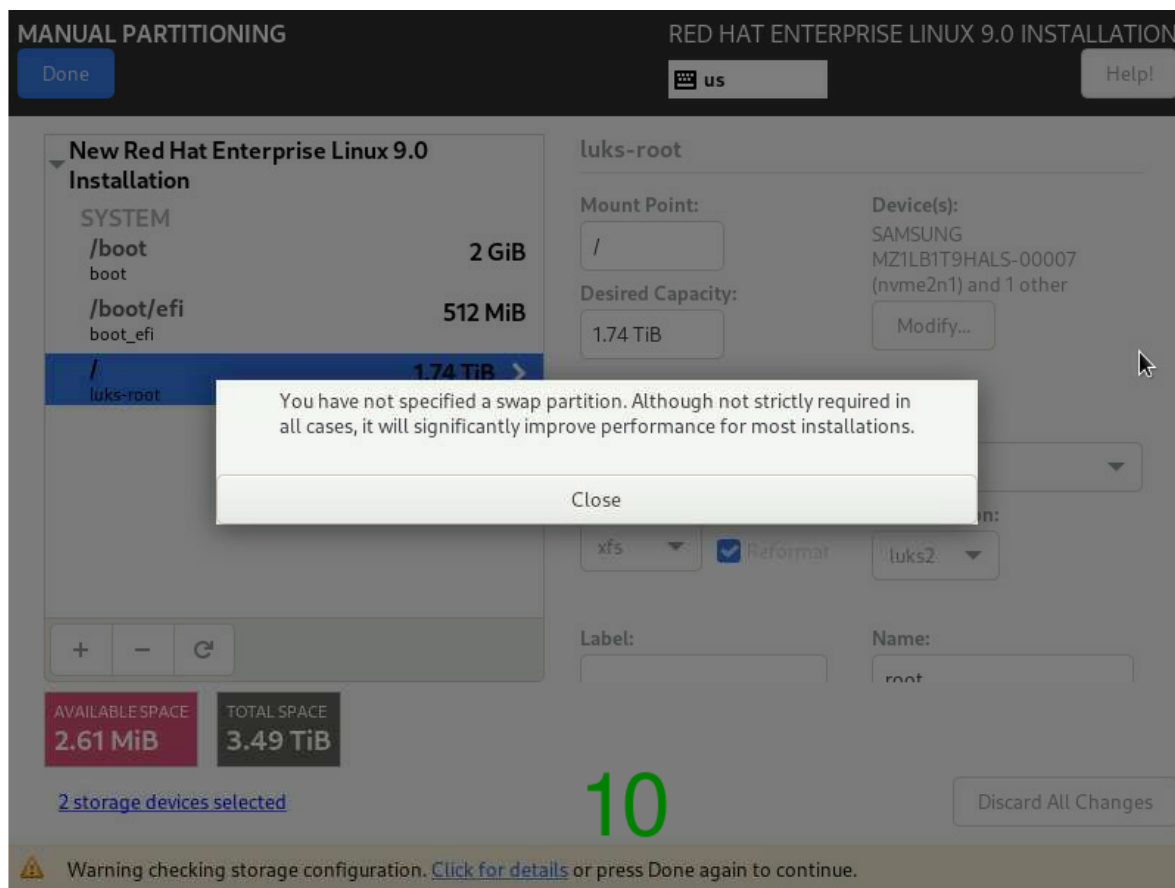 MANUAL PARTITIONING
RED HAT ENTERPRISE LINUX 9.0 INSTALLATION
Done
us
Help!
New Red Hat Enterprise Linux 9.0
Installation
SYSTEM
/boot
2 GiB
boot
/boot/efi
512 MiB
boot_efi
/
1.74 TiB
luks-root
luks-root
Mount Point:
/
Desired Capacity:
1.74 TiB
Device(s):
SAMSUNG
MZ1LB1T9HALS-00007
(nvme2n1) and 1 other
Modify...
You have not specified a swap partition. Although not strictly required in
all cases, it will significantly improve performance for most installations.
Close
xfs
Reformat
luks2
Label:
Name:
root
AVAILABLE SPACE
2.61 MiB
TOTAL SPACE
3.49 TiB
2 storage devices selected
10
Discard All Changes
Warning checking storage configuration. Click for details or press Done again to continue.